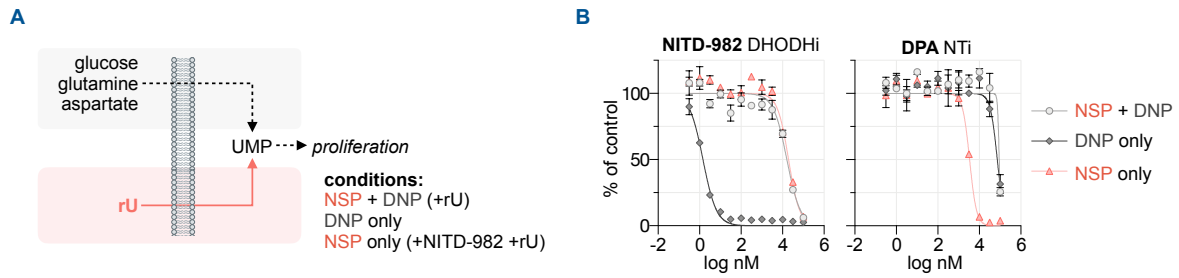 A
glucose
glutamine
aspartate
UMP
proliferation
rU
conditions:
NSP + DNP (+rU)
DNP only
NSP only (+NITD-982 +rU)
B
NITD-982 DHODHi
DPA NTi
% of control
100
50
0
-2 0 2 4 6
log nM
-2 0 2 4 6
log nM
NSP + DNP
DNP only
NSP only